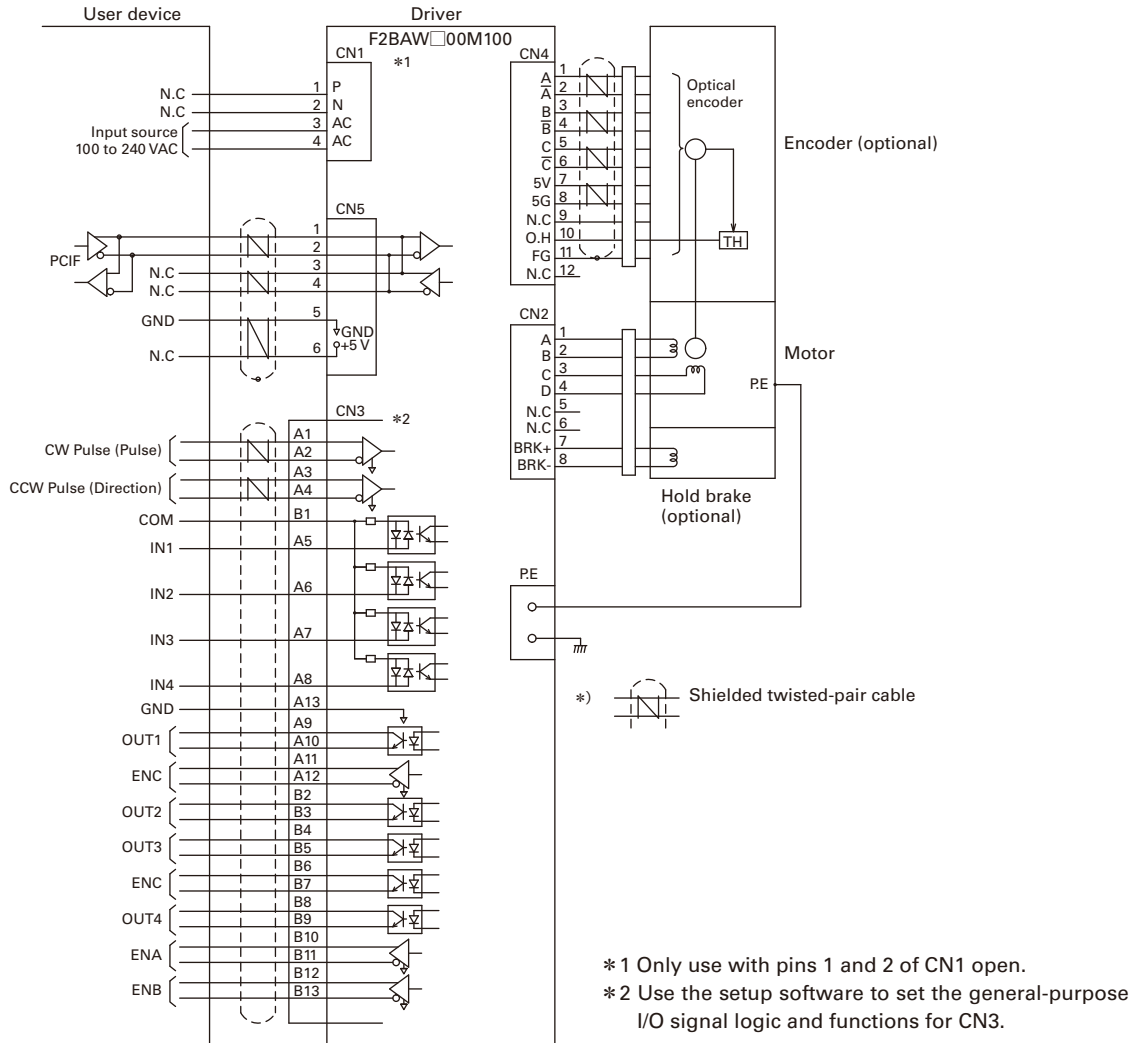 User device
Driver
F2BAW□00M100
CN1
*1
N.C
1
P
N.C
2
N
Input source
100 to 240 VAC
3
AC
4
AC
CN5
PCIF
1
2
N.C
3
N.C
4
GND
5
GND
+5 V
N.C
6
CN3
*2
CW Pulse (Pulse)
A1
A2
CCW Pulse (Direction)
A3
A4
COM
B1
IN1
A5
IN2
A6
IN3
A7
IN4
A8
GND
A13
OUT1
A9
A10
ENC
A11
A12
OUT2
B2
B3
OUT3
B4
B5
ENC
B6
B7
OUT4
B8
B9
ENA
B10
B11
ENB
B12
B13
CN4
A
1
A̅
2
B
3
B̅
4
C
5
C̅
6
5V
7
5G
8
N.C
9
O.H
10
FG
11
N.C
12
Optical
encoder
TH
Encoder (optional)
CN2
A
1
B
2
C
3
D
4
N.C
5
N.C
6
BRK+
7
BRK-
8
Motor
P.E
Hold brake
(optional)
P.E
*)
Shielded twisted-pair cable
*1 Only use with pins 1 and 2 of CN1 open.
*2 Use the setup software to set the general-purpose
I/O signal logic and functions for CN3.